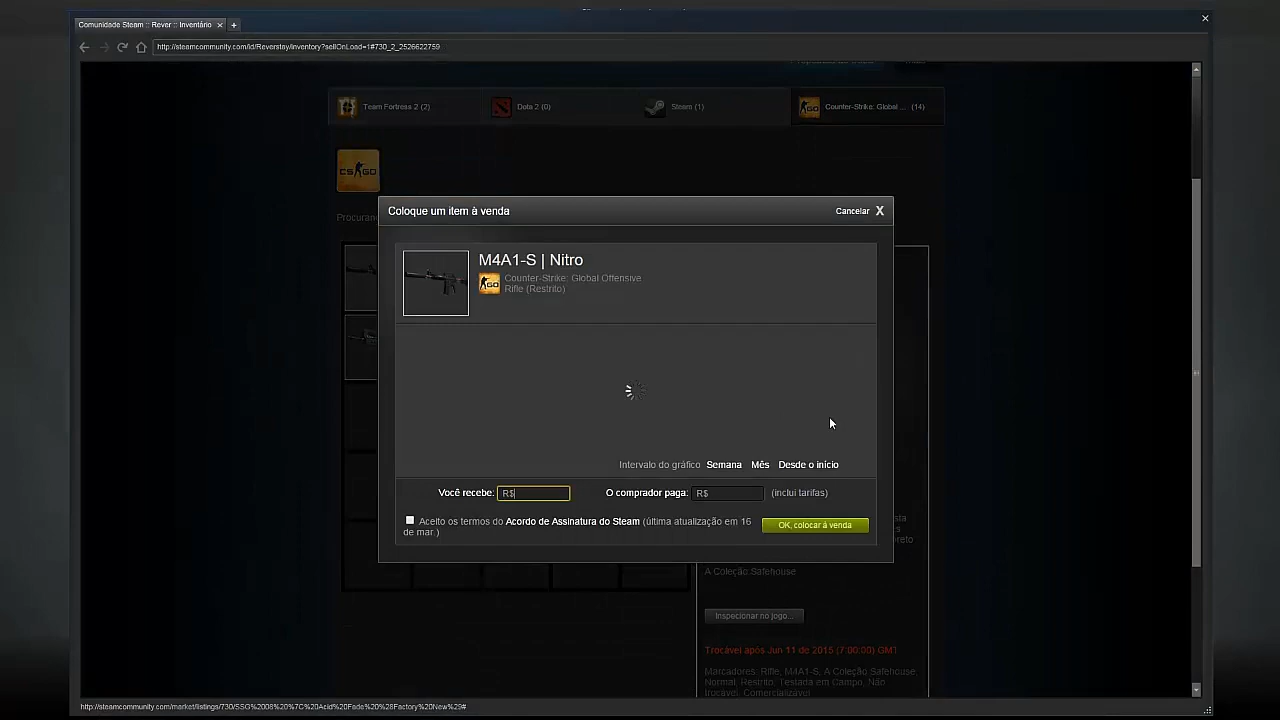 Comunidade Steam :: Rever :: Inventário
http://steamcommunity.com/id/Reverstay/inventory?sellOnLoad=1#730_2_2526622759
Team Fortress 2 (2)
Dota 2 (0)
Steam (1)
Counter-Strike: Global ... (14)
CS GO
Coloque um item à venda
Cancelar X
M4A1-S | Nitro
Counter-Strike: Global Offensive
Rifle (Restrito)
Intervalo do gráfico Semana Mês Desde o início
Você recebe: R$ O comprador paga: R$ (inclui tarifas)
Aceito os termos do Acordo de Assinatura do Steam (última atualização em 16
de mar.)
OK, colocar à venda
A Coleção Safehouse
Inspecionar no jogo...
Trocável após Jun 11 de 2015 (7:00:00) GMT
Marcadores: Rifle, M4A1-S, A Coleção Safehouse,
Normal, Restrito, Testada em Campo, Não
trocável, Comercializável
http://steamcommunity.com/market/listings/730/SSG%2008%20%7C%20Acid%20Fade%20%28Factory%20New%29#